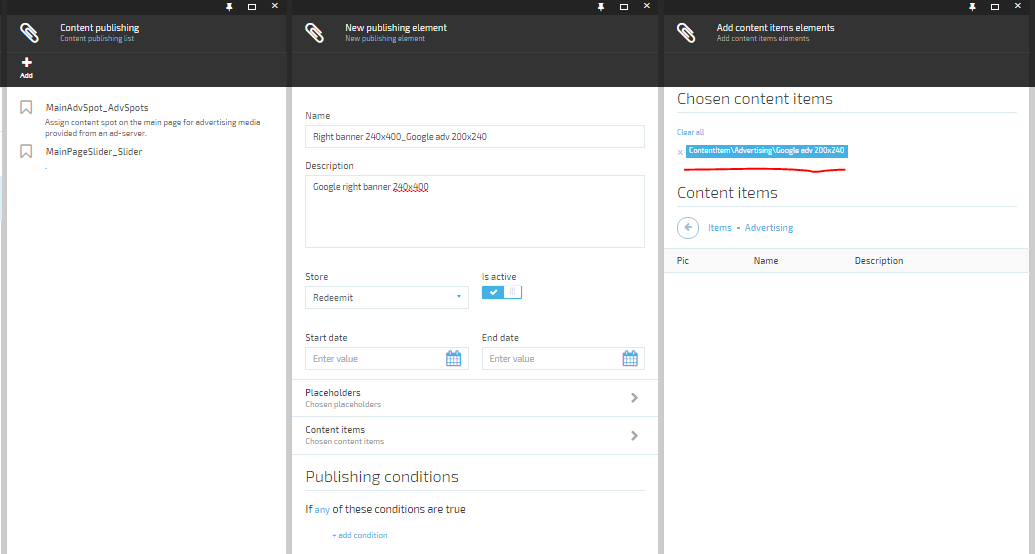 Content publishing
Content publishing list
Add
MainAdvSpot_AdvSpots
Assign content spot on the main page for advertising media
provided from an ad-server.
MainPageSlider_Slider
New publishing element
New publishing element
Name
Right banner 240x400_Google adv 200x240
Description
Google right banner 240x400
Store
Is active
Redeemit
Start date
End date
Enter value
Enter value
Placeholders
Chosen placeholders
Content items
Chosen content items
Publishing conditions
If any of these conditions are true
+ add condition
Add content items elements
Add content items elements
Chosen content items
Clear all
× ContentItem\Advertising\Google adv 200x240
Content items
Items - Advertising
Pic Name Description